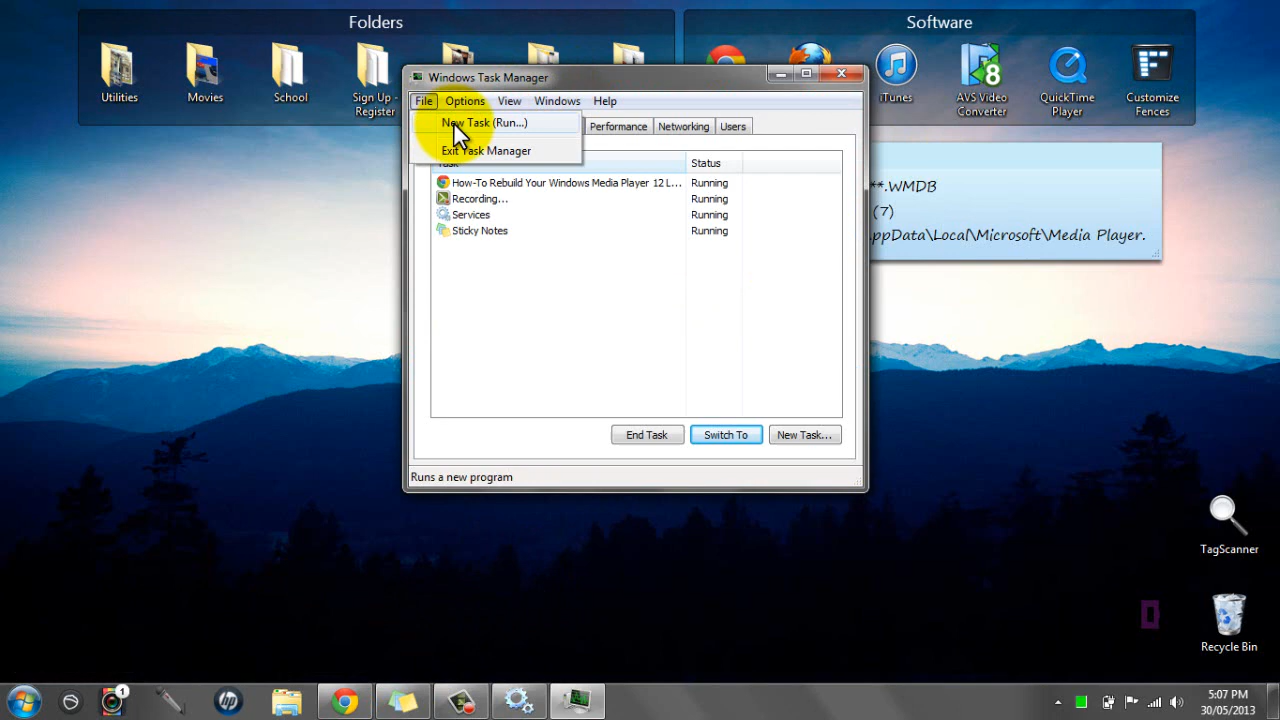 Folders
Software
Utilities
Movies
School
Sign Up -
Register
iTunes
AVS Video
Converter
QuickTime
Player
Customize
Fences
Windows Task Manager
File Options View Windows Help
New Task (Run...)
Exit Task Manager
Performance Networking Users
Status
How-To Rebuild Your Windows Media Player 12 L... Running
Recording... Running
Services Running
Sticky Notes Running
End Task Switch To New Task...
Runs a new program
**.WMDB
(7)
ppData\Local\Microsoft\Media Player.
TagScanner
Recycle Bin
1
hp
5:07 PM
30/05/2013